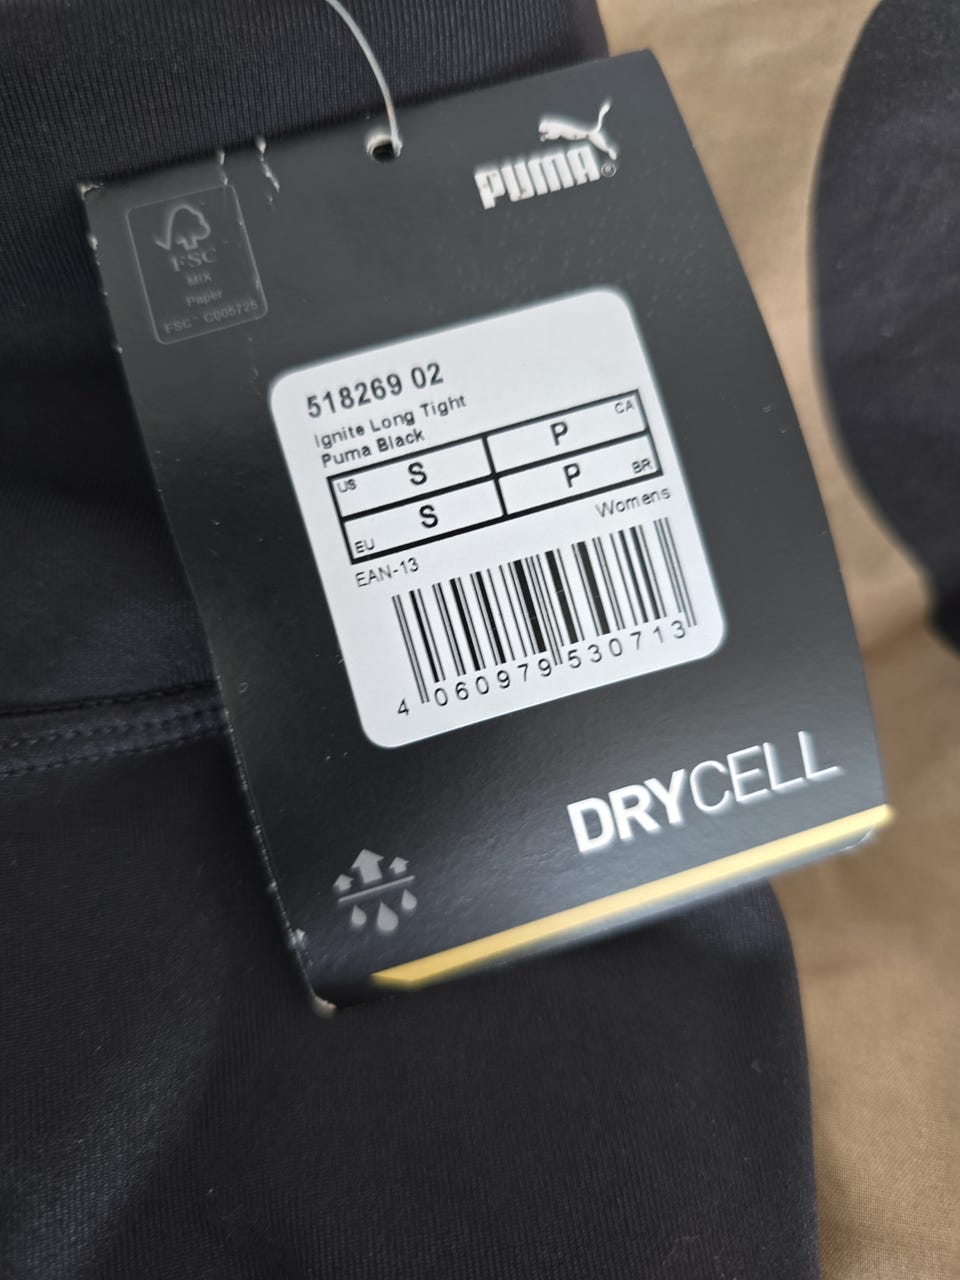 PUMA®
FSC
MIX
Papier
FSC® C005725
518269 02
Ignite Long Tight
Puma Black
US S P CA
EU S P BR
Womens
EAN-13
4 060979 530713
DRYCELL